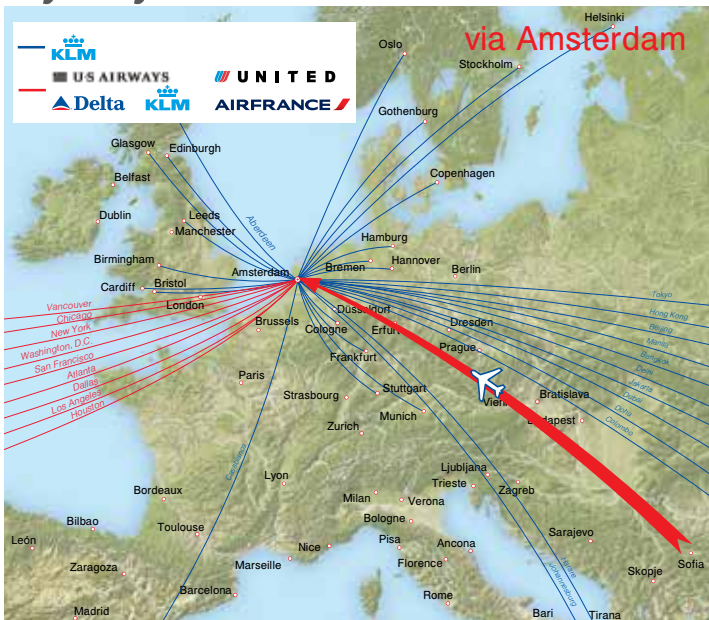 via Amsterdam
KLM
U·S AIRWAYS
UNITED
Delta
KLM
AIRFRANCE
Helsinki
Oslo
Stockholm
Gothenburg
Glasgow
Edinburgh
Belfast
Copenhagen
Dublin
Leeds
Manchester
Aberdeen
Hamburg
Birmingham
Amsterdam
Bremen
Hannover
Berlin
Cardiff
Bristol
London
Tokyo
Vancouver
Chicago
New York
Washington, D.C.
San Francisco
Atlanta
Dallas
Los Angeles
Houston
Hong Kong
Beijing
Manila
Bangkok
Delhi
Jakarta
Dubai
Doha
Colombo
Brussels
Düsseldorf
Cologne
Erfurt
Dresden
Frankfurt
Prague
Paris
Strasbourg
Stuttgart
Bratislava
Munich
Zurich
Lyon
Ljubljana
Trieste
Zagreb
Bordeaux
Milan
Verona
Bologne
Bilbao
Toulouse
León
Nice
Pisa
Ancona
Sarajevo
Marseille
Florence
Skopje
Sofia
Zaragoza
Harare
Johannesburg
Barcelona
Rome
Madrid
Bari
Tirana